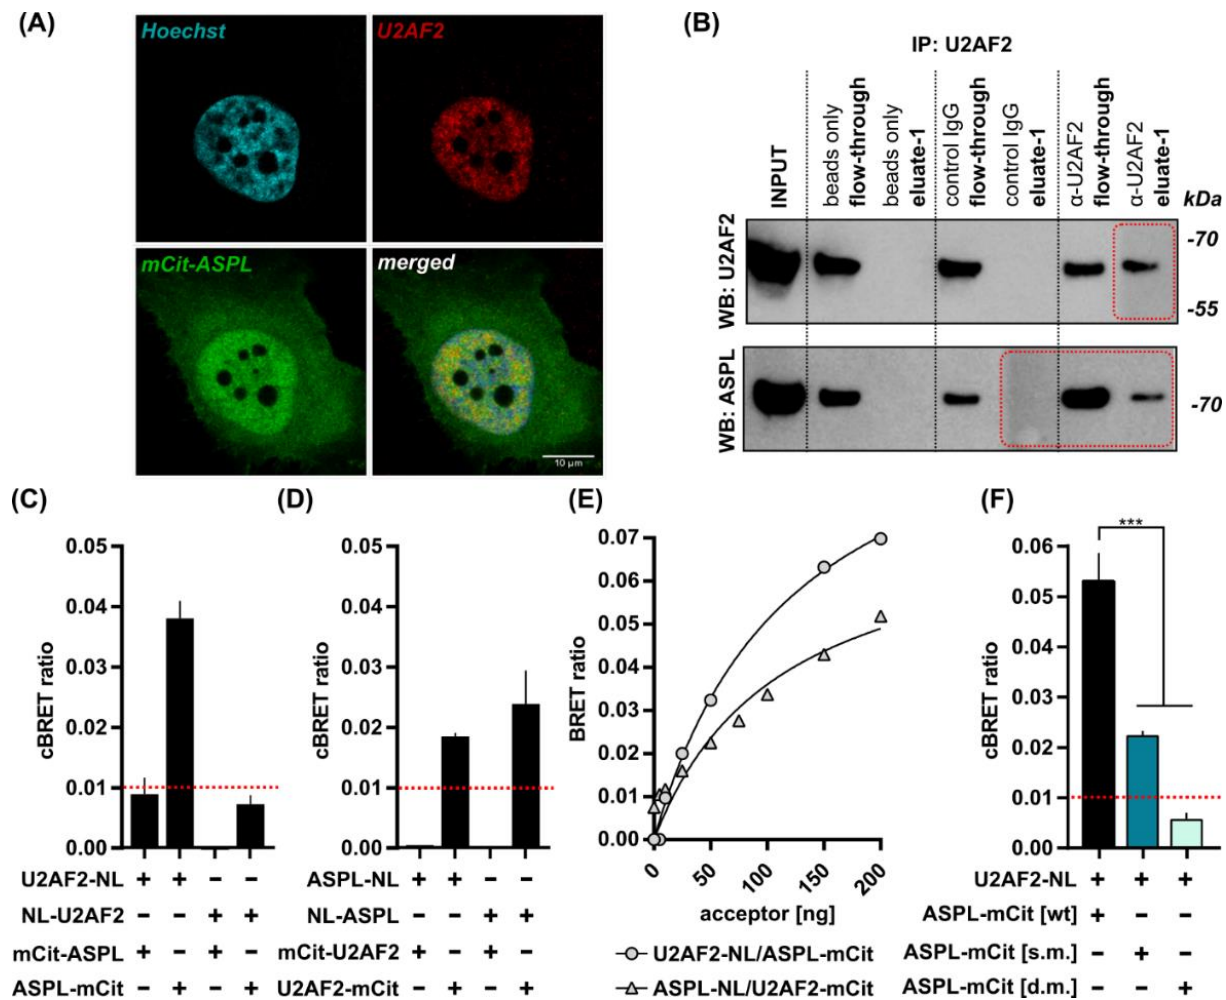 (A)
Hoechst
U2AF2
mCit-ASPL
merged
10 µm
(B)
IP: U2AF2
INPUT
beads only
flow-through
beads only
eluate-1
control IgG
flow-through
control IgG
eluate-1
α-U2AF2
flow-through
α-U2AF2
eluate-1
kDa
WB: U2AF2
-70
-55
WB: ASPL
-70
(C)
cBRET ratio
0.05
0.04
0.03
0.02
0.01
0.00
U2AF2-NL + + - -
NL-U2AF2 - - + +
mCit-ASPL + - + -
ASPL-mCit - + - +
(D)
cBRET ratio
0.05
0.04
0.03
0.02
0.01
0.00
ASPL-NL + + - -
NL-ASPL - - + +
mCit-U2AF2 + - + -
U2AF2-mCit - + - +
(E)
BRET ratio
0.07
0.06
0.05
0.04
0.03
0.02
0.01
0.00
0 50 100 150 200
acceptor [ng]
U2AF2-NL/ASPL-mCit
ASPL-NL/U2AF2-mCit
(F)
cBRET ratio
***
0.06
0.05
0.04
0.03
0.02
0.01
0.00
U2AF2-NL + + +
ASPL-mCit [wt] + - -
ASPL-mCit [s.m.] - + -
ASPL-mCit [d.m.] - - +